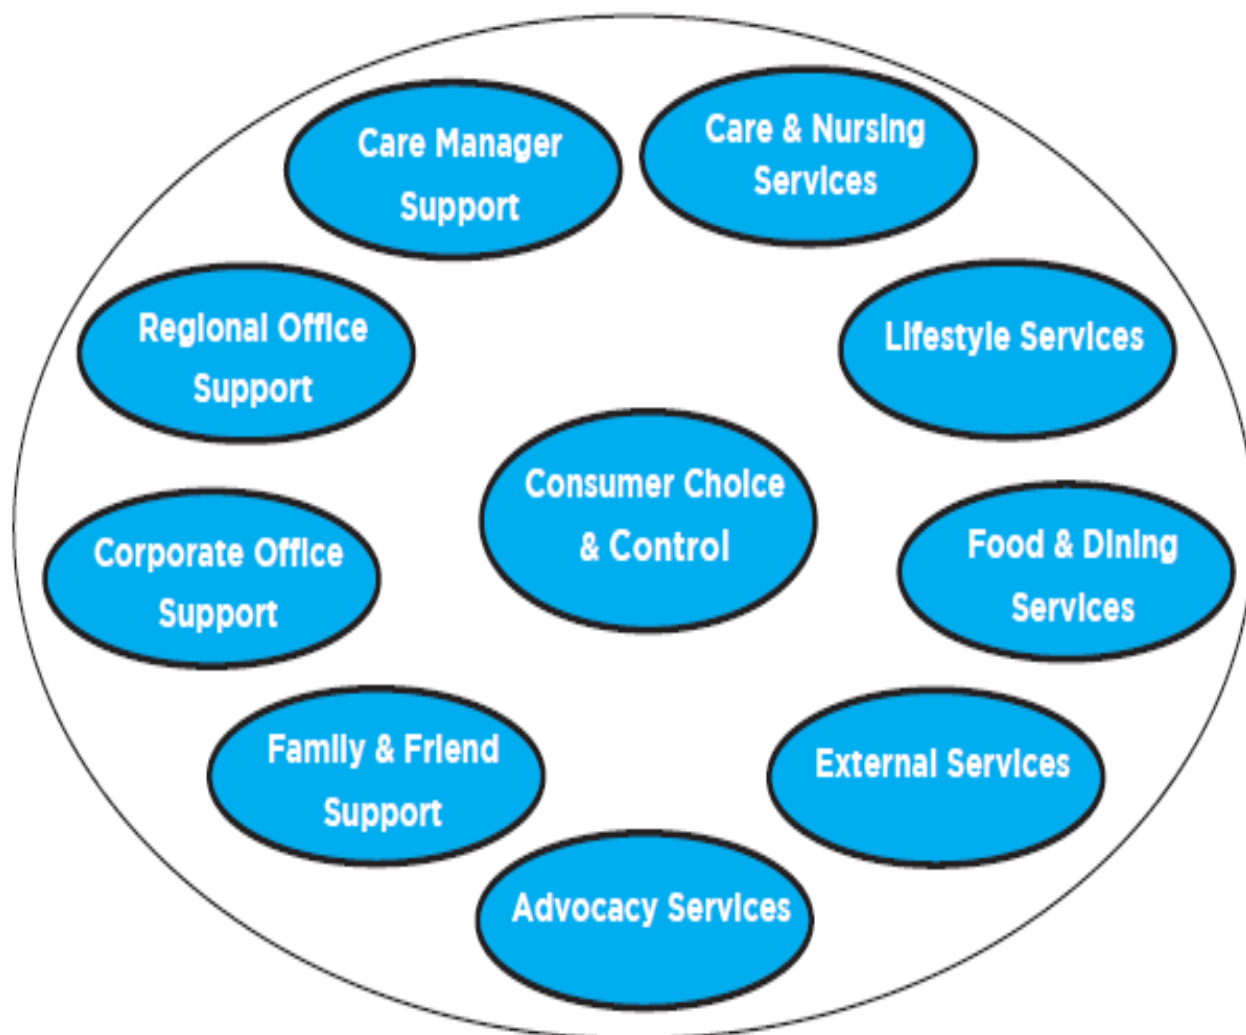 Care Manager
Support
Care & Nursing
Services
Regional Office
Support
Lifestyle Services
Consumer Choice
& Control
Corporate Office
Support
Food & Dining
Services
Family & Friend
Support
External Services
Advocacy Services